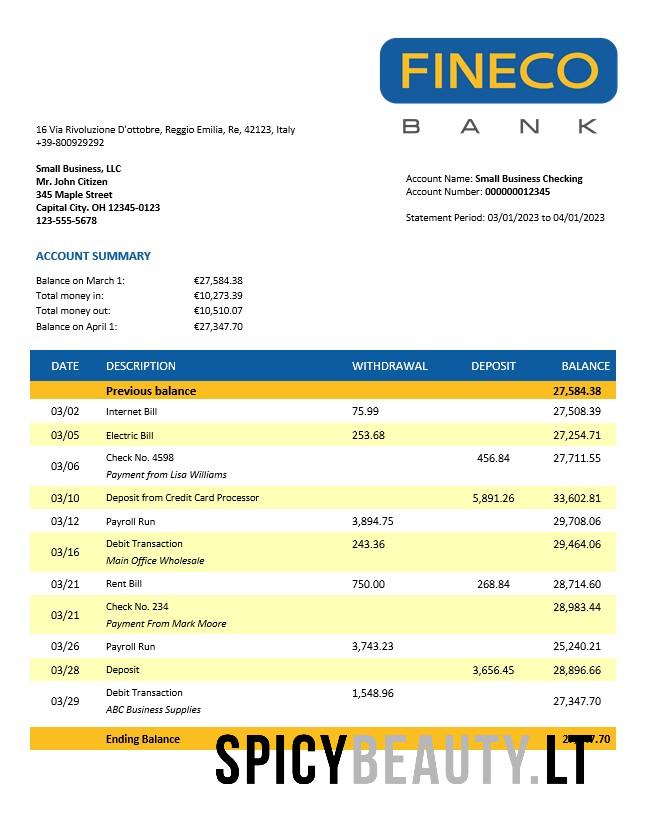 FINECO
BANK
16 Via Rivoluzione D'ottobre, Reggio Emilia, Re, 42123, Italy
+39-800929292
Small Business, LLC
Mr. John Citizen
345 Maple Street
Capital City. OH 12345-0123
123-555-5678
Account Name: Small Business Checking
Account Number: 000000012345
Statement Period: 03/01/2023 to 04/01/2023
ACCOUNT SUMMARY
Balance on March 1: €27,584.38
Total money in: €10,273.39
Total money out: €10,510.07
Balance on April 1: €27,347.70
DATE DESCRIPTION WITHDRAWAL DEPOSIT BALANCE
Previous balance 27,584.38
03/02 Internet Bill 75.99 27,508.39
03/05 Electric Bill 253.68 27,254.71
03/06 Check No. 4598 456.84 27,711.55
Payment from Lisa Williams
03/10 Deposit from Credit Card Processor 5,891.26 33,602.81
03/12 Payroll Run 3,894.75 29,708.06
03/16 Debit Transaction 243.36 29,464.06
Main Office Wholesale
03/21 Rent Bill 750.00 268.84 28,714.60
03/21 Check No. 234 28,983.44
Payment From Mark Moore
03/26 Payroll Run 3,743.23 25,240.21
03/28 Deposit 3,656.45 28,896.66
03/29 Debit Transaction 1,548.96 27,347.70
ABC Business Supplies
Ending Balance
SPICYBEAUTY.LT